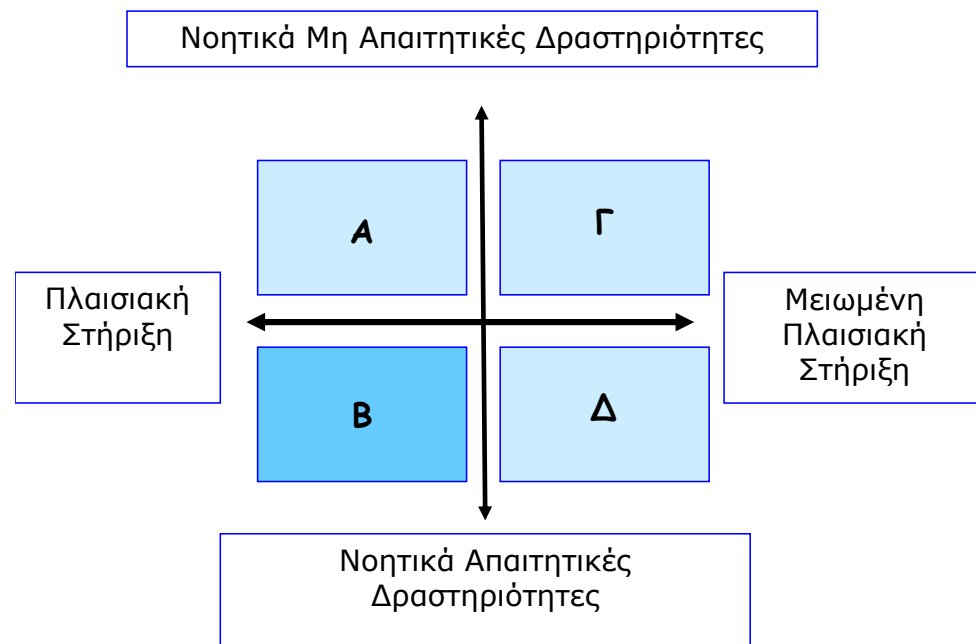 Νοητικά Μη Απαιτητικές Δραστηριότητες
Α
Γ
Πλαισιακή
Στήριξη
Μειωμένη
Πλαισιακή
Στήριξη
Β
Δ
Νοητικά Απαιτητικές
Δραστηριότητες